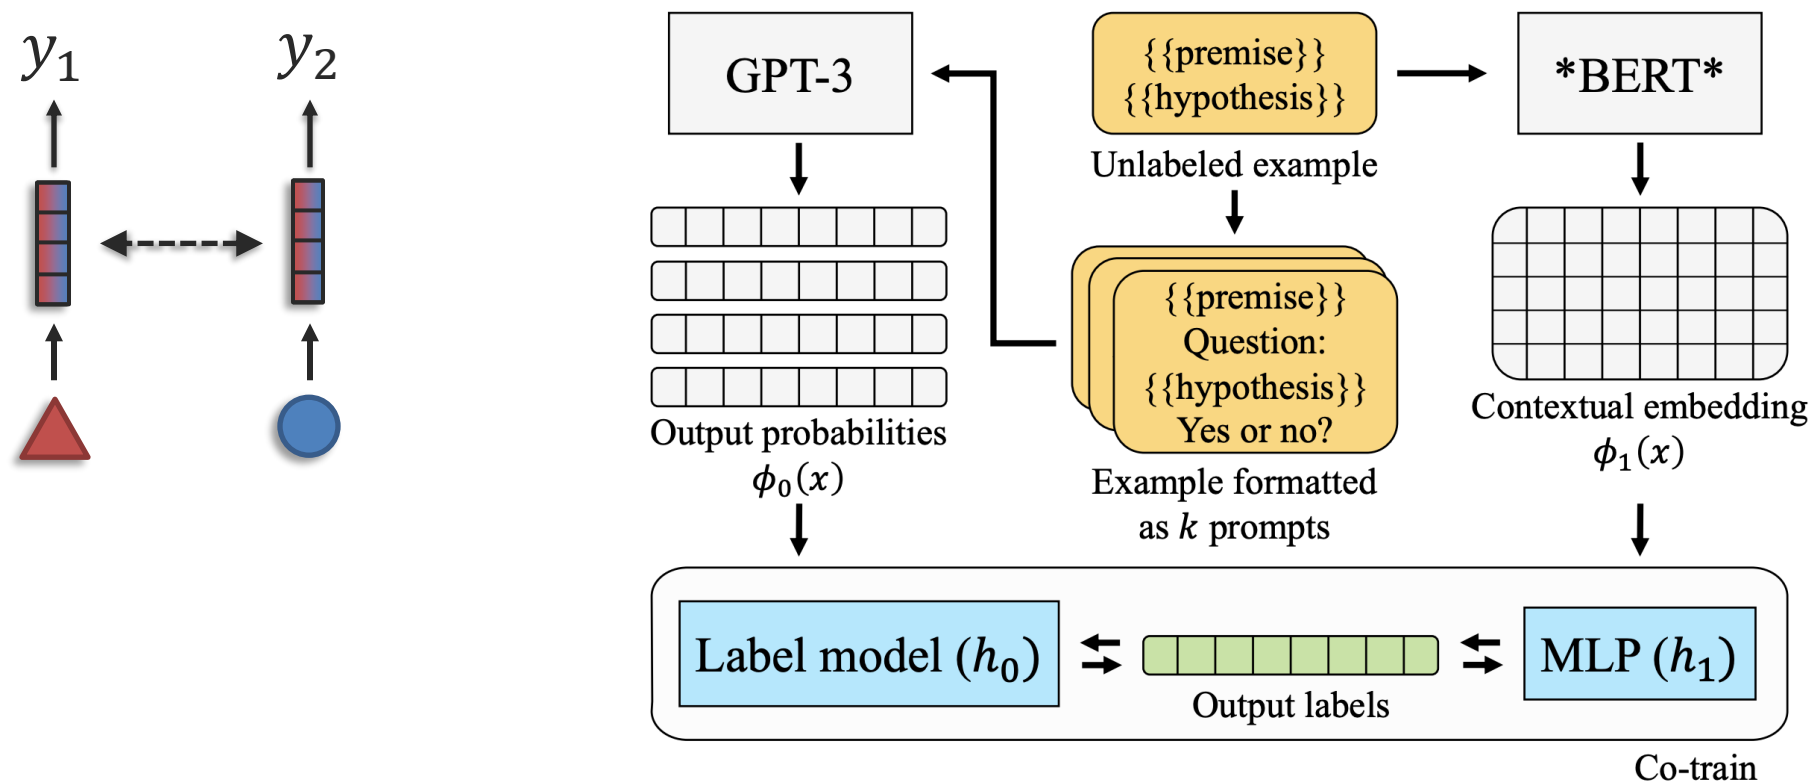 y₁
y₂
GPT-3
{{premise}}
{{hypothesis}}
Unlabeled example
*BERT*
Output probabilities
ϕ₀(x)
{{premise}}
Question:
{{hypothesis}}
Yes or no?
Example formatted
as k prompts
Contextual embedding
ϕ₁(x)
Label model (h₀)
Output labels
MLP (h₁)
Co-train